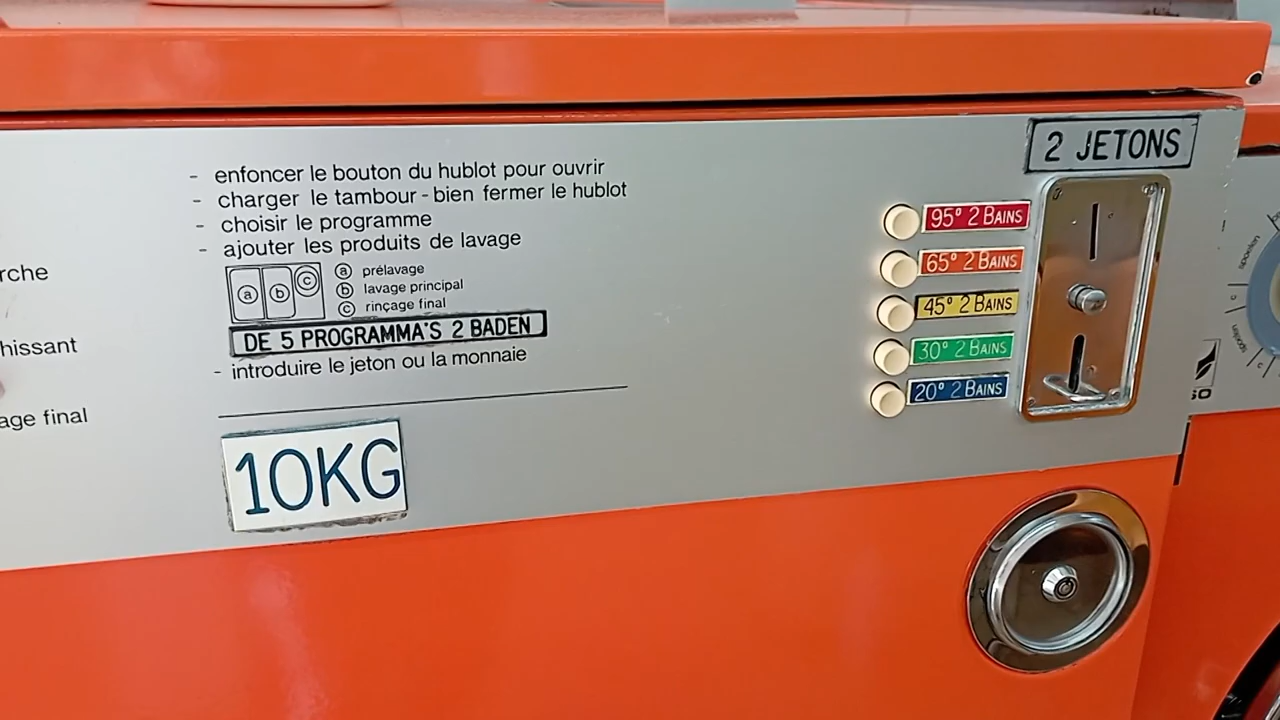 - enfoncer le bouton du hublot pour ouvrir
- charger le tambour - bien fermer le hublot
- choisir le programme
- ajouter les produits de lavage
a b c
a prélavage
b lavage principal
c rinçage final
DE 5 PROGRAMMA'S 2 BADEN
- introduire le jeton ou la monnaie
10KG
rche
hissant
age final
2 JETONS
95° 2 BAINS
65° 2 BAINS
45° 2 BAINS
30° 2 BAINS
20° 2 BAINS
spoelen
spoelen